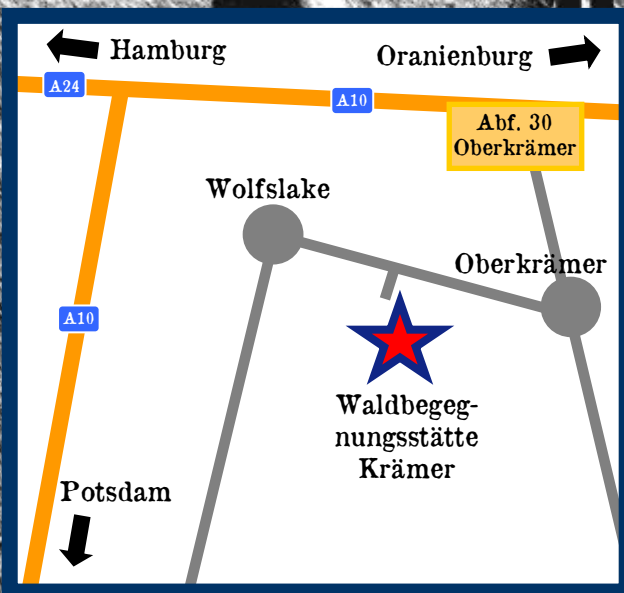 Hamburg
Oranienburg
A24
A10
Abf. 30
Oberkrämer
Wolfslake
Oberkrämer
A10
Waldbegeg-
nungsstätte
Krämer
Potsdam